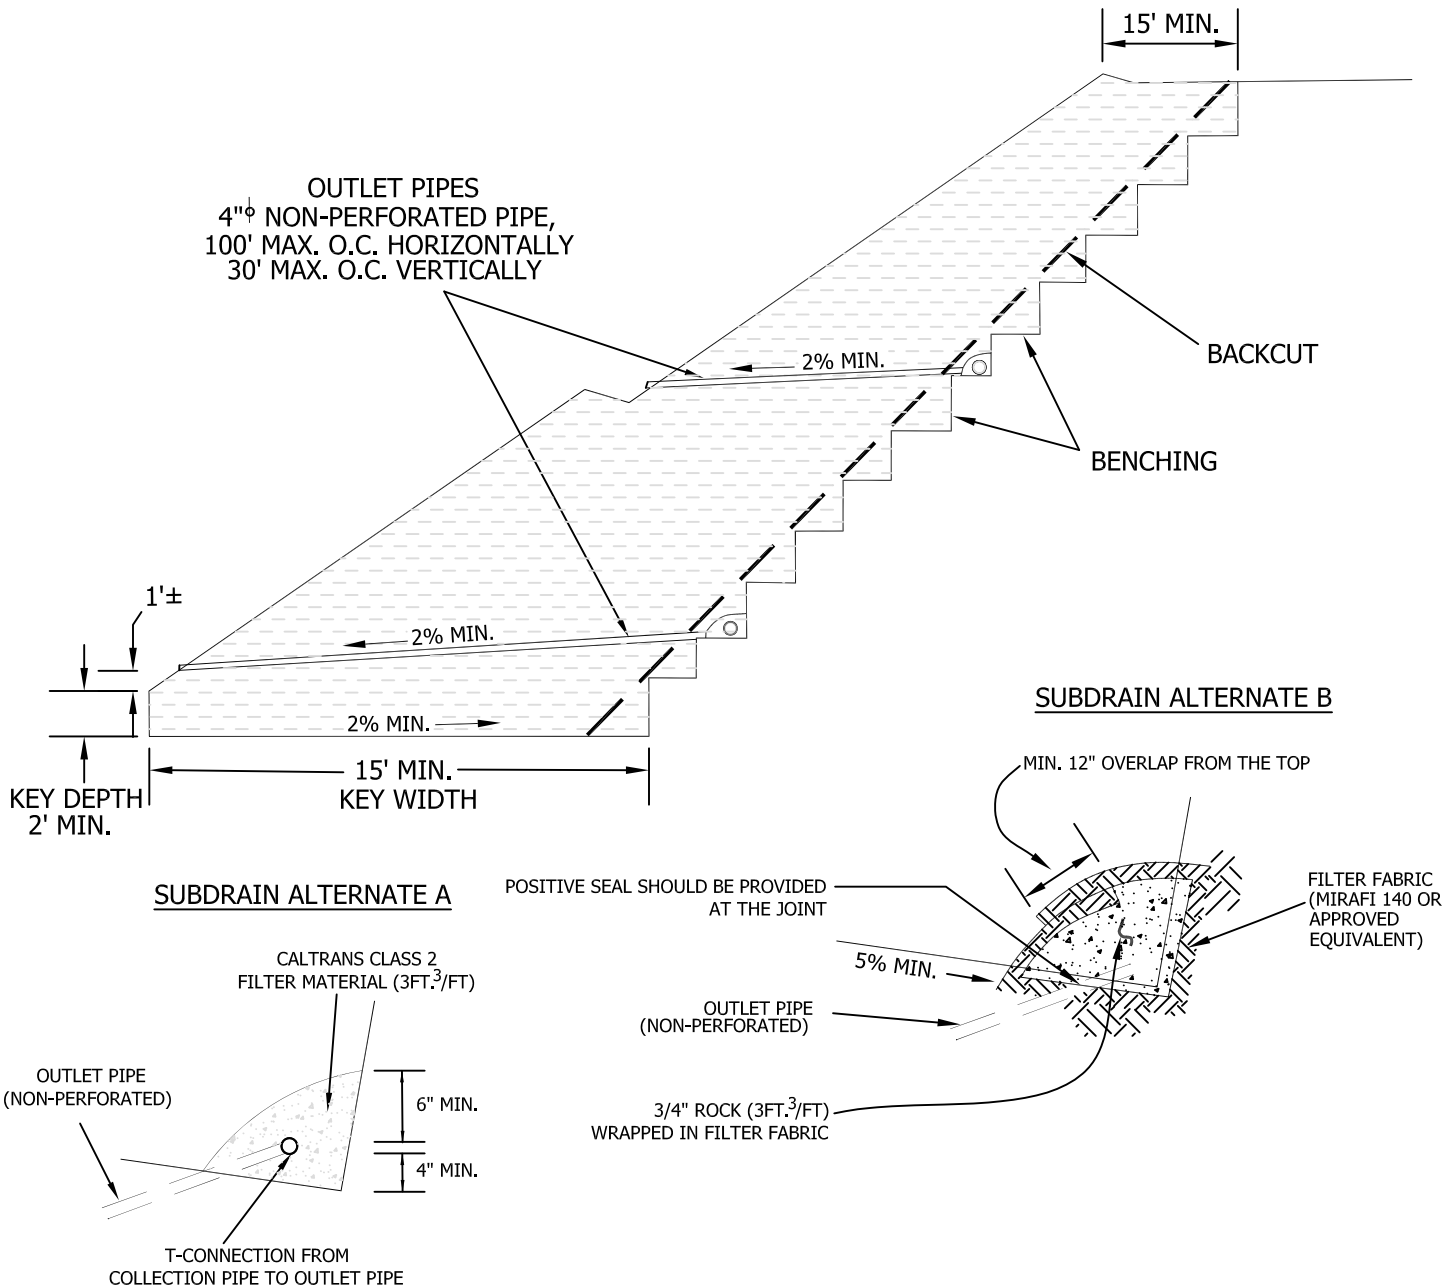 15' MIN.
OUTLET PIPES
4"ϕ NON-PERFORATED PIPE,
100' MAX. O.C. HORIZONTALLY
30' MAX. O.C. VERTICALLY
BACKCUT
2% MIN.
BENCHING
1'±
2% MIN.
2% MIN.
15' MIN.
KEY WIDTH
KEY DEPTH
2' MIN.
SUBDRAIN ALTERNATE B
MIN. 12" OVERLAP FROM THE TOP
POSITIVE SEAL SHOULD BE PROVIDED
AT THE JOINT
FILTER FABRIC
(MIRAFI 140 OR
APPROVED
EQUIVALENT)
5% MIN.
OUTLET PIPE
(NON-PERFORATED)
3/4" ROCK (3FT.³/FT)
WRAPPED IN FILTER FABRIC
SUBDRAIN ALTERNATE A
CALTRANS CLASS 2
FILTER MATERIAL (3FT.³/FT)
OUTLET PIPE
(NON-PERFORATED)
6" MIN.
4" MIN.
T-CONNECTION FROM
COLLECTION PIPE TO OUTLET PIPE